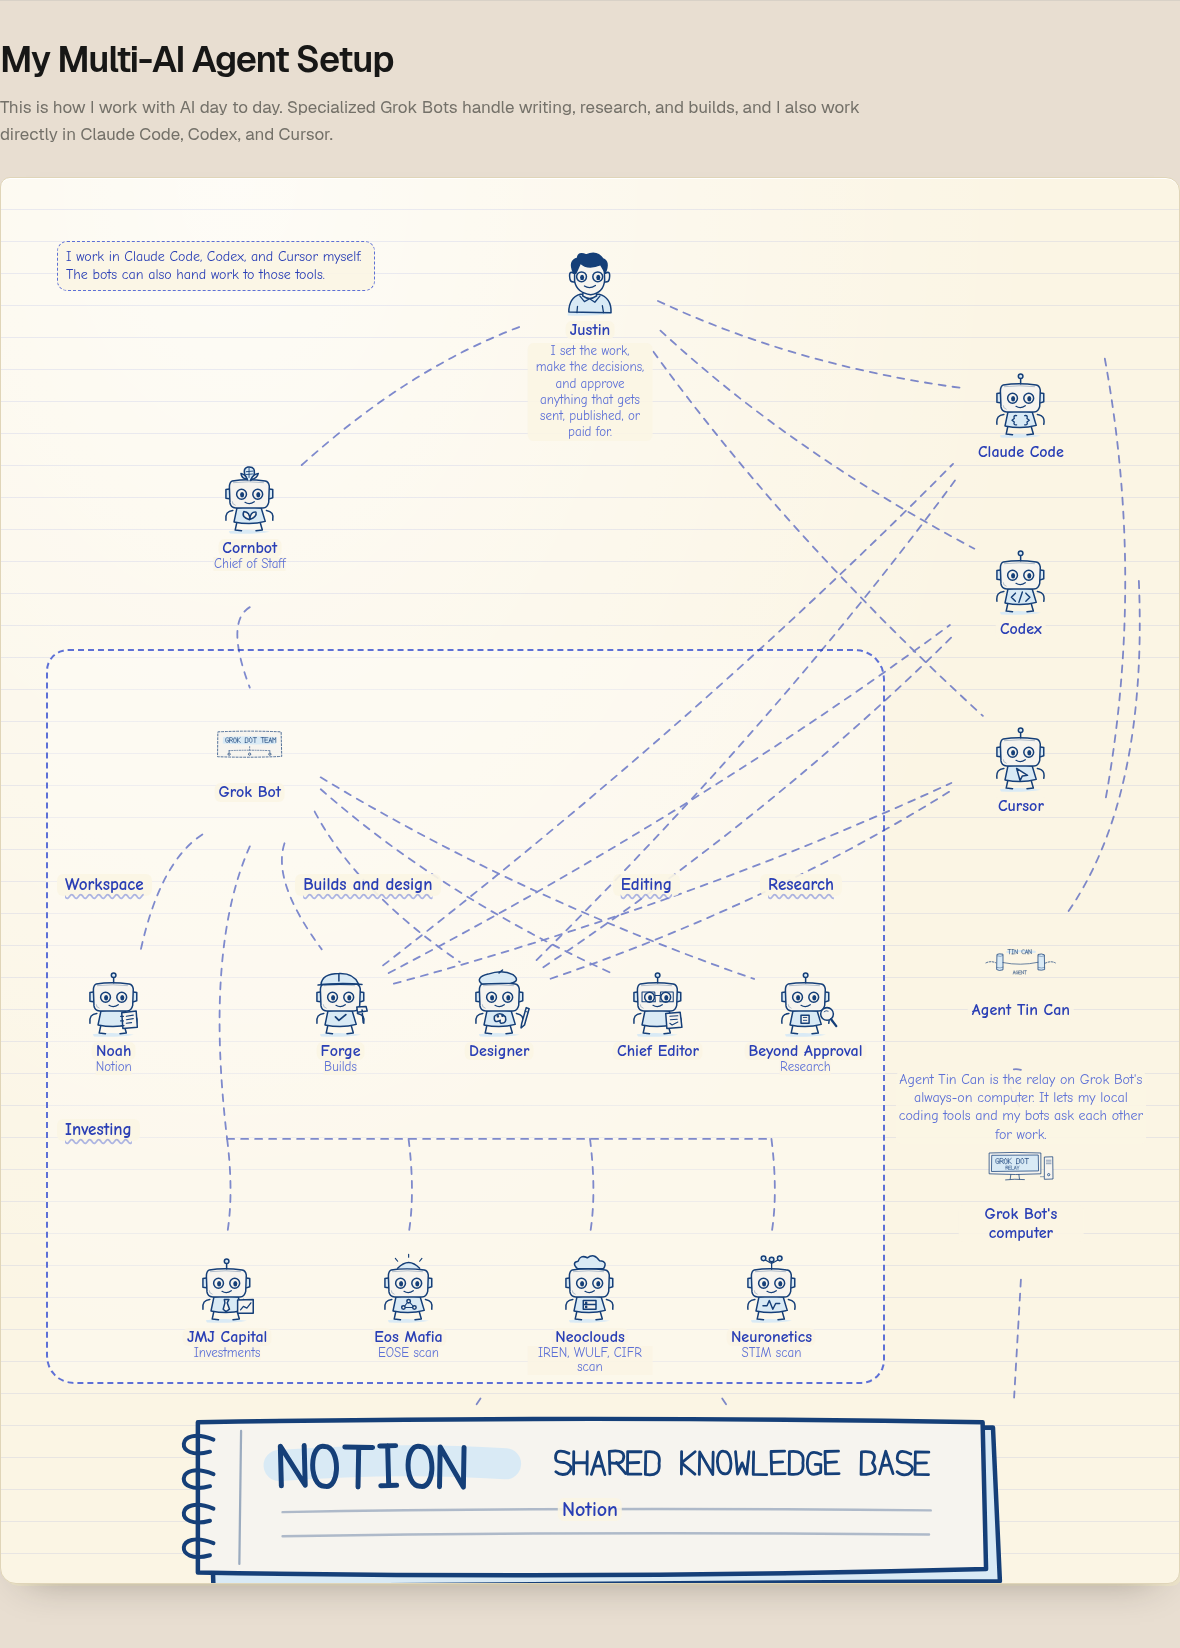 My Multi-AI Agent Setup
This is how I work with AI day to day. Specialized Grok Bots handle writing, research, and builds, and I also work
directly in Claude Code, Codex, and Cursor.
I work in Claude Code, Codex, and Cursor myself.
The bots can also hand work to those tools.
Justin
I set the work,
make the decisions,
and approve
anything that gets
sent, published, or
paid for.
Claude Code
Cornbot
Chief of Staff
Codex
GROK DOT TEAM
Grok Bot
Cursor
Workspace
Builds and design
Editing
Research
TIN CAN
AGENT
Agent Tin Can
Noah
Notion
Forge
Builds
Designer
Chief Editor
Beyond Approval
Research
Agent Tin Can is the relay on Grok Bot's
always-on computer. It lets my local
coding tools and my bots ask each other
for work.
Investing
GROK DOT
RELAY
Grok Bot's
computer
JMJ Capital
Investments
Eos Mafia
EOSE scan
Neoclouds
IREN, WULF, CIFR
scan
Neuronetics
STIM scan
NOTION
SHARED KNOWLEDGE BASE
Notion